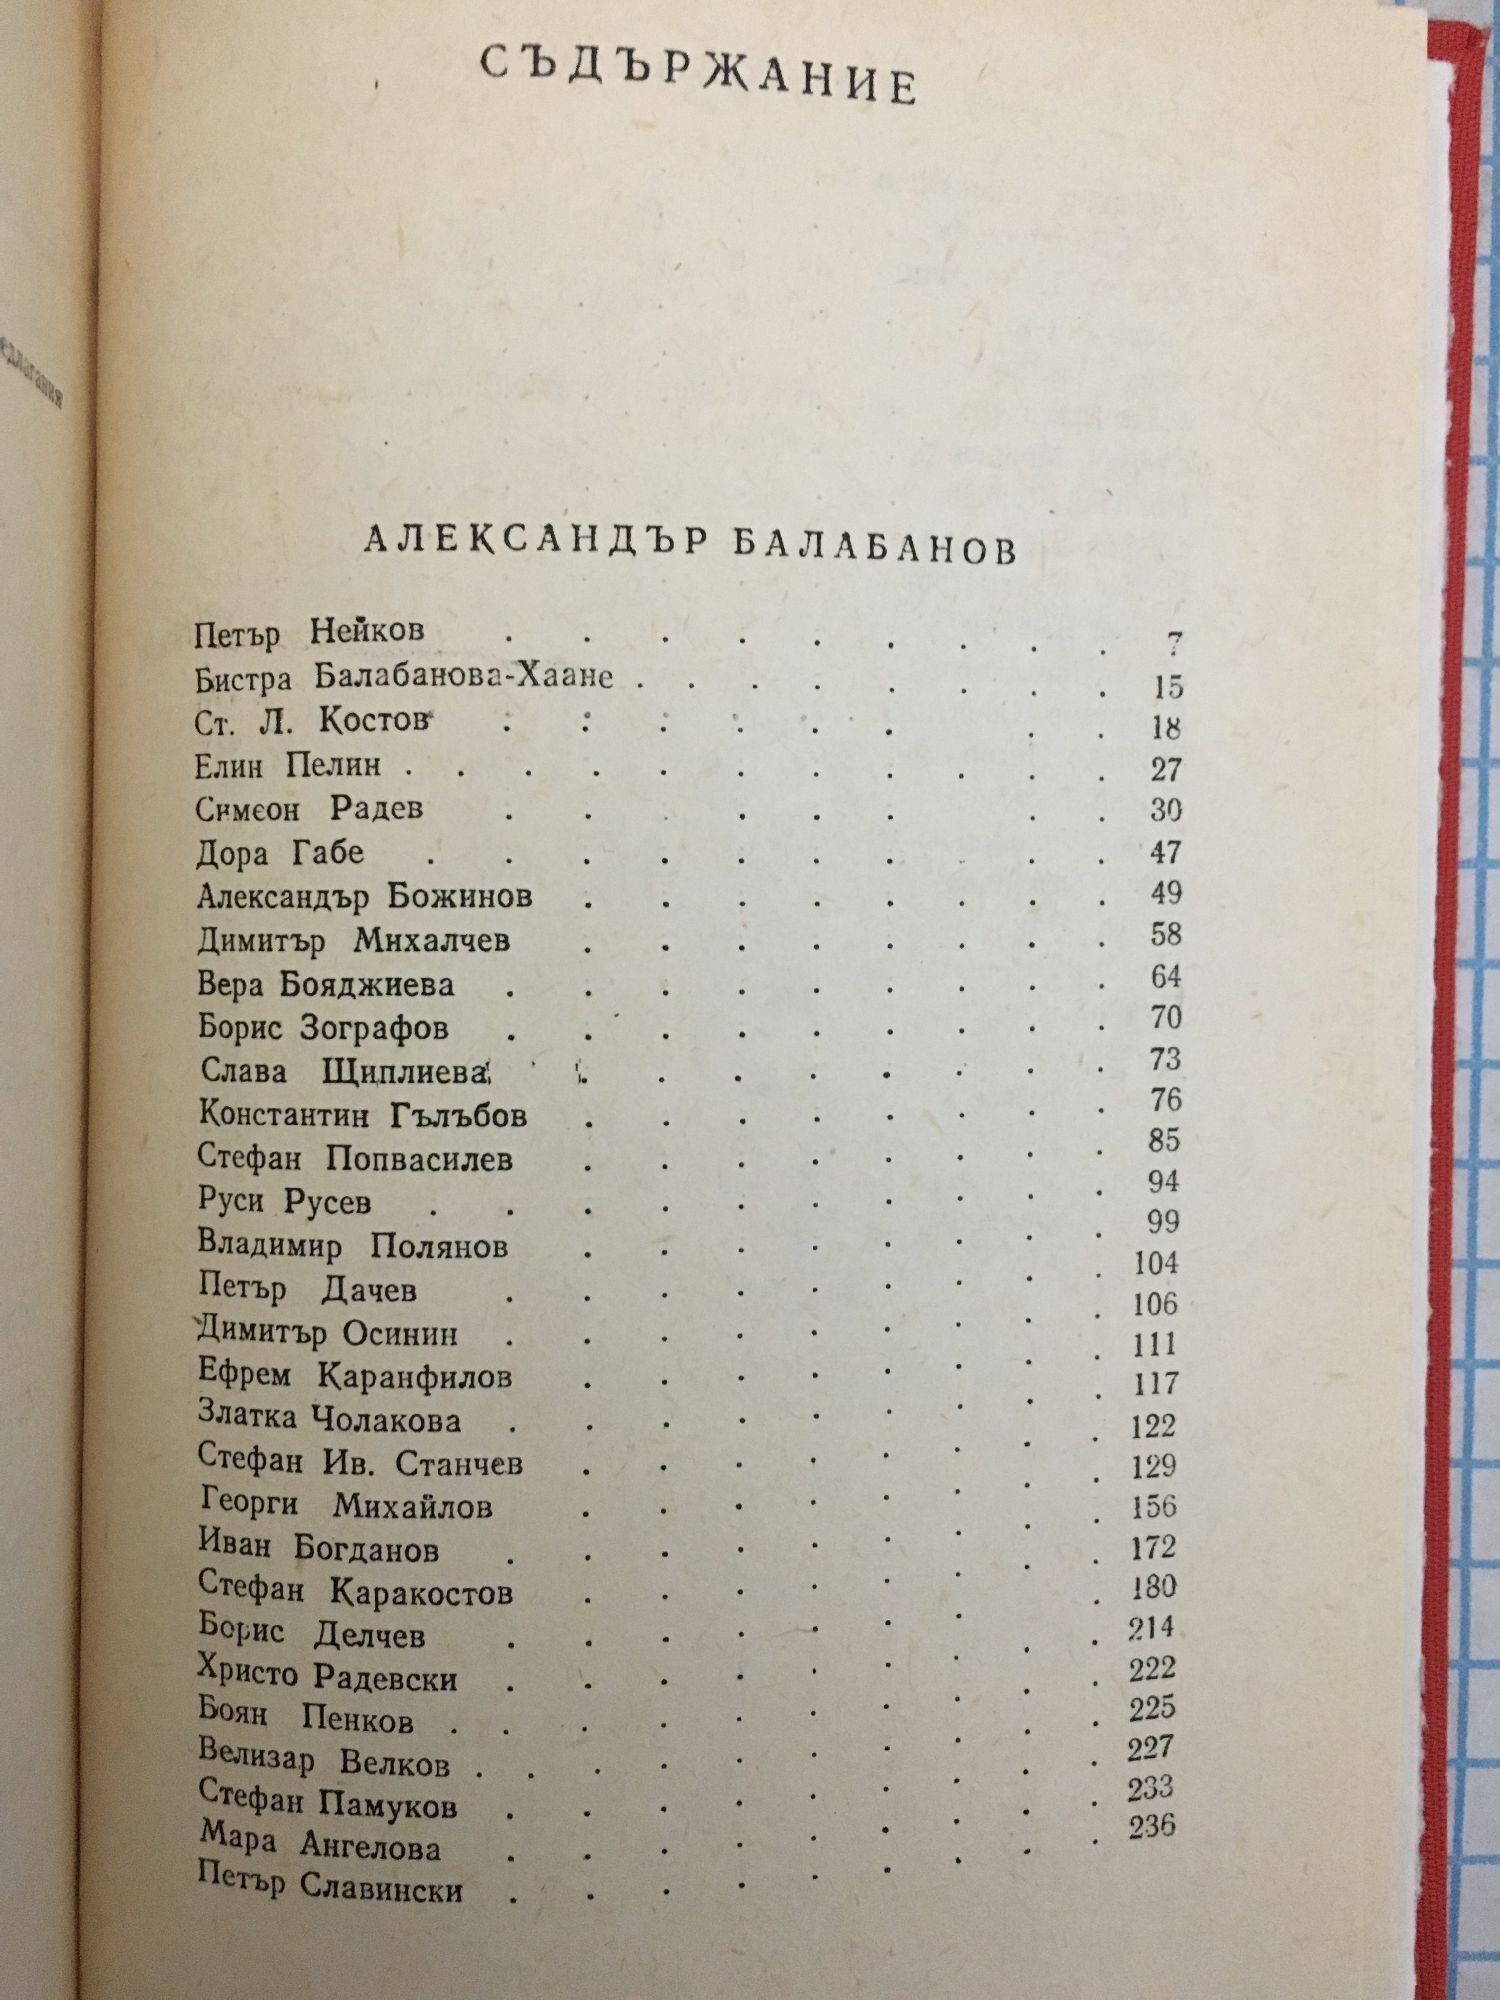 СЪДЪРЖАНИЕ
АЛЕКСАНДЪР БАЛАБАНОВ
Петър Нейков . . . . . . . . . 7
Бистра Балабанова-Хаане . . . . . . . 15
Ст. Л. Костов . . . . . . . . 18
Елин Пелин . . . . . . . . . . 27
Симеон Радев . . . . . . . 30
Дора Габе . . . . . . . . . 47
Александър Божинов . . . . . . . . 49
Димитър Михалчев . . . . . . . . 58
Вера Бояджиева . . . . . . . . . 64
Борис Зографов . . . . . . . . . 70
Слава Щиплиева . . . . . . . . 73
Константин Гълъбов . . . . . . . . 76
Стефан Попвасилев . . . . . . . . 85
Руси Русев . . . . . . . . . . 94
Владимир Полянов . . . . . . . . 99
Петър Дачев . . . . . . . . . 104
Димитър Осинин . . . . . . . . . 106
Ефрем Каранфилов . . . . . . . . 111
Златка Чолакова . . . . . . . . . 117
Стефан Ив. Станчев . . . . . . . . 122
Георги Михайлов . . . . . . . . 129
Иван Богданов . . . . . . . . . 156
Стефан Каракостов . . . . . . . . 172
Борис Делчев . . . . . . . . . 180
Христо Радевски . . . . . . . . . 214
Боян Пенков . . . . . . . . . . 222
Велизар Велков . . . . . . . . . . 225
Стефан Памуков . . . . . . . . . 227
Мара Ангелова . . . . . . . . . 233
Петър Славински . . . . . . . . . 236